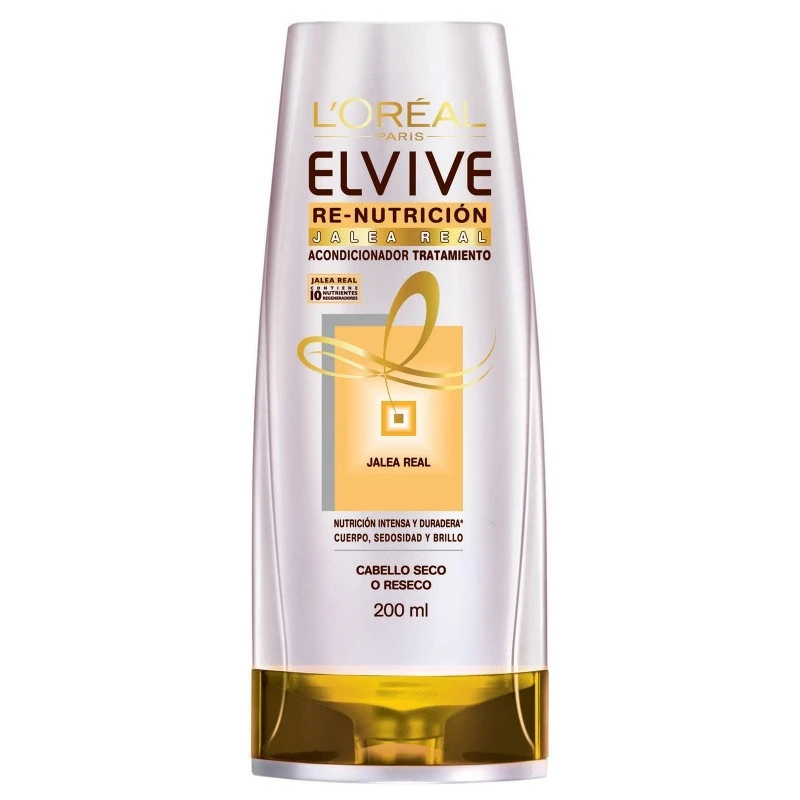 L'ORÉAL
PARIS
ELVIVE
RE-NUTRICIÓN
JALEA REAL
ACONDICIONADOR TRATAMIENTO
JALEA REAL
CONTIENE
10 NUTRIENTES
REGENERADORES
JALEA REAL
NUTRICIÓN INTENSA Y DURADERA*
CUERPO, SEDOSIDAD Y BRILLO
CABELLO SECO
O RESECO
200 ml